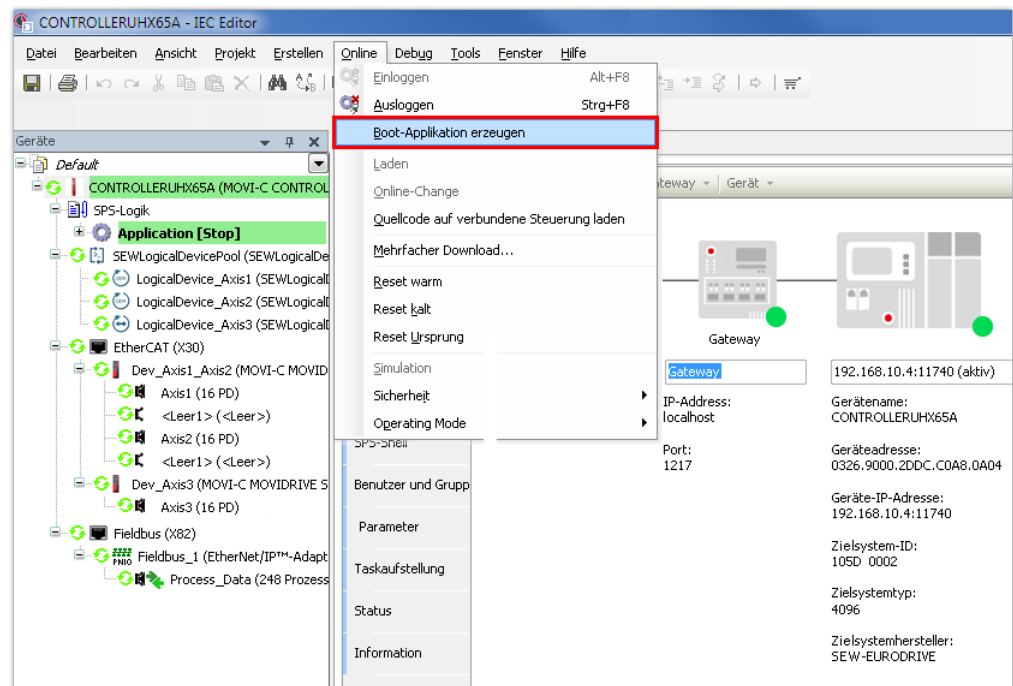 CONTROLLERUHX65A - IEC Editor
Datei Bearbeiten Ansicht Projekt Erstellen Online Debug Tools Fenster Hilfe
Einloggen Alt+F8
Ausloggen Strg+F8
Boot-Applikation erzeugen
Laden
Online-Change
Quellcode auf verbundene Steuerung laden
Mehrfacher Download...
Reset warm
Reset kalt
Reset Ursprung
Simulation
Sicherheit
Operating Mode
Geräte
Default
CONTROLLERUHX65A (MOVI-C CONTROL
SPS-Logik
Application [Stop]
SEWLogicalDevicePool (SEWLogicalDe
LogicalDevice_Axis1 (SEWLogicall
LogicalDevice_Axis2 (SEWLogicall
LogicalDevice_Axis3 (SEWLogicall
EtherCAT (X30)
Dev_Axis1_Axis2 (MOVI-C MOVID
Axis1 (16 PD)
<Leer1> (<Leer>)
Axis2 (16 PD)
<Leer1> (<Leer>)
Dev_Axis3 (MOVI-C MOVIDRIVE S
Axis3 (16 PD)
Fieldbus (X82)
PNIO Fieldbus_1 (EtherNet/IP™-Adapt
Process_Data (248 Prozess
SPS-Shell
Benutzer und Grupp
Parameter
Taskaufstellung
Status
Information
teway Gerät
Gateway
Gateway
IP-Address:
localhost
Port:
1217
192.168.10.4:11740 (aktiv)
Gerätename:
CONTROLLERUHX65A
Geräteadresse:
0326.9000.2DDC.C0A8.0A04
Geräte-IP-Adresse:
192.168.10.4:11740
Zielsystem-ID:
105D 0002
Zielsystemtyp:
4096
Zielsystemhersteller:
SEW-EURODRIVE